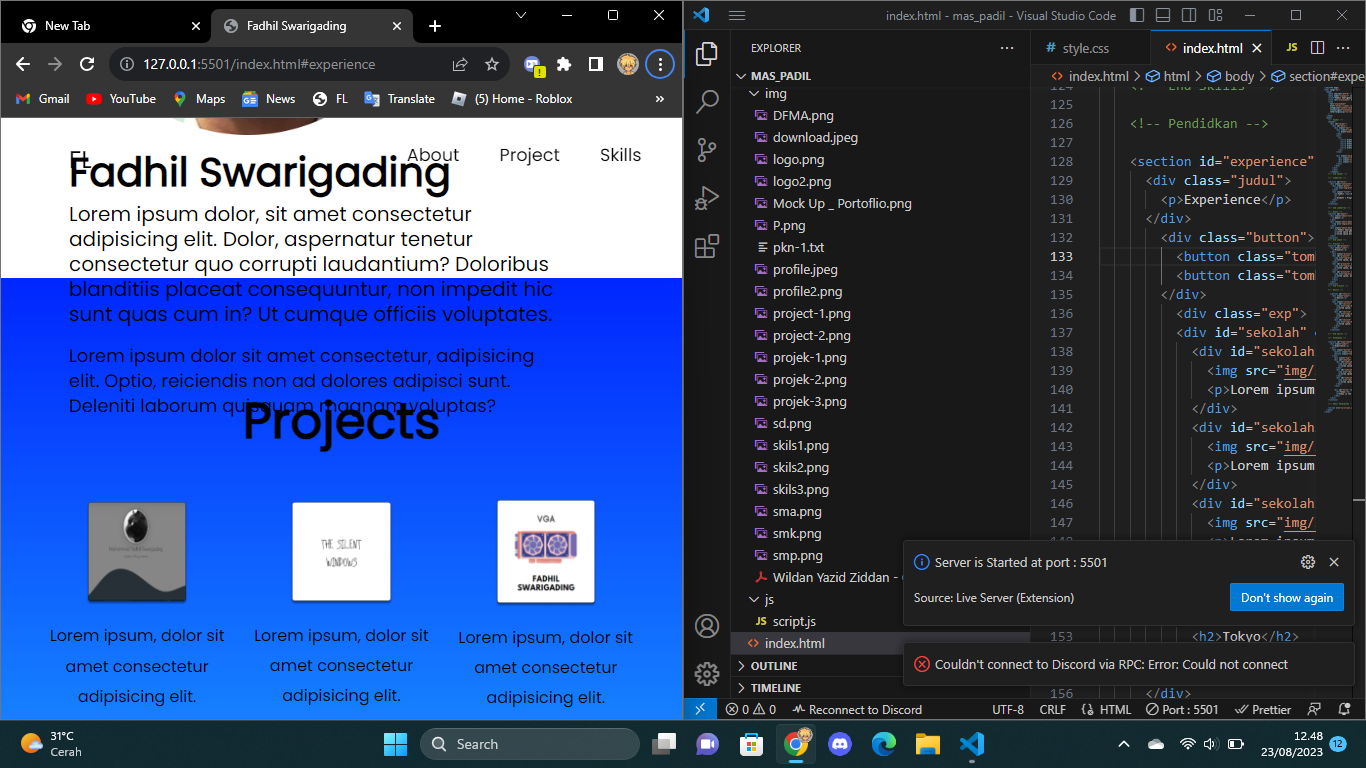 New Tab
Fadhil Swarigading
127.0.0.1:5501/index.html#experience
Gmail
YouTube
Maps
News
FL
Translate
(5) Home - Roblox
»
About
Project
Skills
Fadhil Swarigading
Lorem ipsum dolor, sit amet consectetur
adipisicing elit. Dolor, aspernatur tenetur
consectetur quo corrupti laudantium? Doloribus
blanditiis placeat consequuntur, non impedit hic
sunt quas cum in? Ut cumque officiis voluptates.
Lorem ipsum dolor sit amet consectetur, adipisicing
elit. Optio, reiciendis non ad dolores adipisci sunt.
Deleniti laborum quisquam magnam voluptas?
Projects
THE SILENT
WINDOWS
VGA
FADHIL
SWARIGADING
Lorem ipsum, dolor sit
amet consectetur
adipisicing elit.
Lorem ipsum, dolor sit
amet consectetur
adipisicing elit.
Lorem ipsum, dolor sit
amet consectetur
adipisicing elit.
index.html - mas_padil - Visual Studio Code
EXPLORER
MAS_PADIL
img
DFMA.png
download.jpeg
logo.png
logo2.png
Mock Up _ Portoflio.png
P.png
pkn-1.txt
profile.jpeg
profile2.png
project-1.png
project-2.png
projek-1.png
projek-2.png
projek-3.png
sd.png
skils1.png
skils2.png
skils3.png
sma.png
smk.png
smp.png
Wildan Yazid Ziddan -
js
JS script.js
<> index.html
OUTLINE
TIMELINE
# style.css
<> index.html
JS
<> index.html > html > body > section#expe
124 <!-- End Skills -->
125
126 <!-- Pendidkan -->
127
128 <section id="experience"
129 <div class="judul">
130 <p>Experience</p>
131 </div>
132 <div class="button">
133 <button class="tom
134 <button class="tom
135 </div>
136 <div class="exp">
137 <div id="sekolah"
138 <div id="sekolah
139 <img src="img/
140 <p>Lorem ipsum
141 </div>
142 <div id="sekolah
143 <img src="img/
144 <p>Lorem ipsum
145 </div>
146 <div id="sekolah
147 <img src="img/
153 <h2>Tokyo</h2>
156 </div>
Server is Started at port : 5501
Source: Live Server (Extension)
Don't show again
Couldn't connect to Discord via RPC: Error: Could not connect
0 0
Reconnect to Discord
UTF-8
CRLF
HTML
Port : 5501
Prettier
31°C
Cerah
Search
12.48
23/08/2023
12